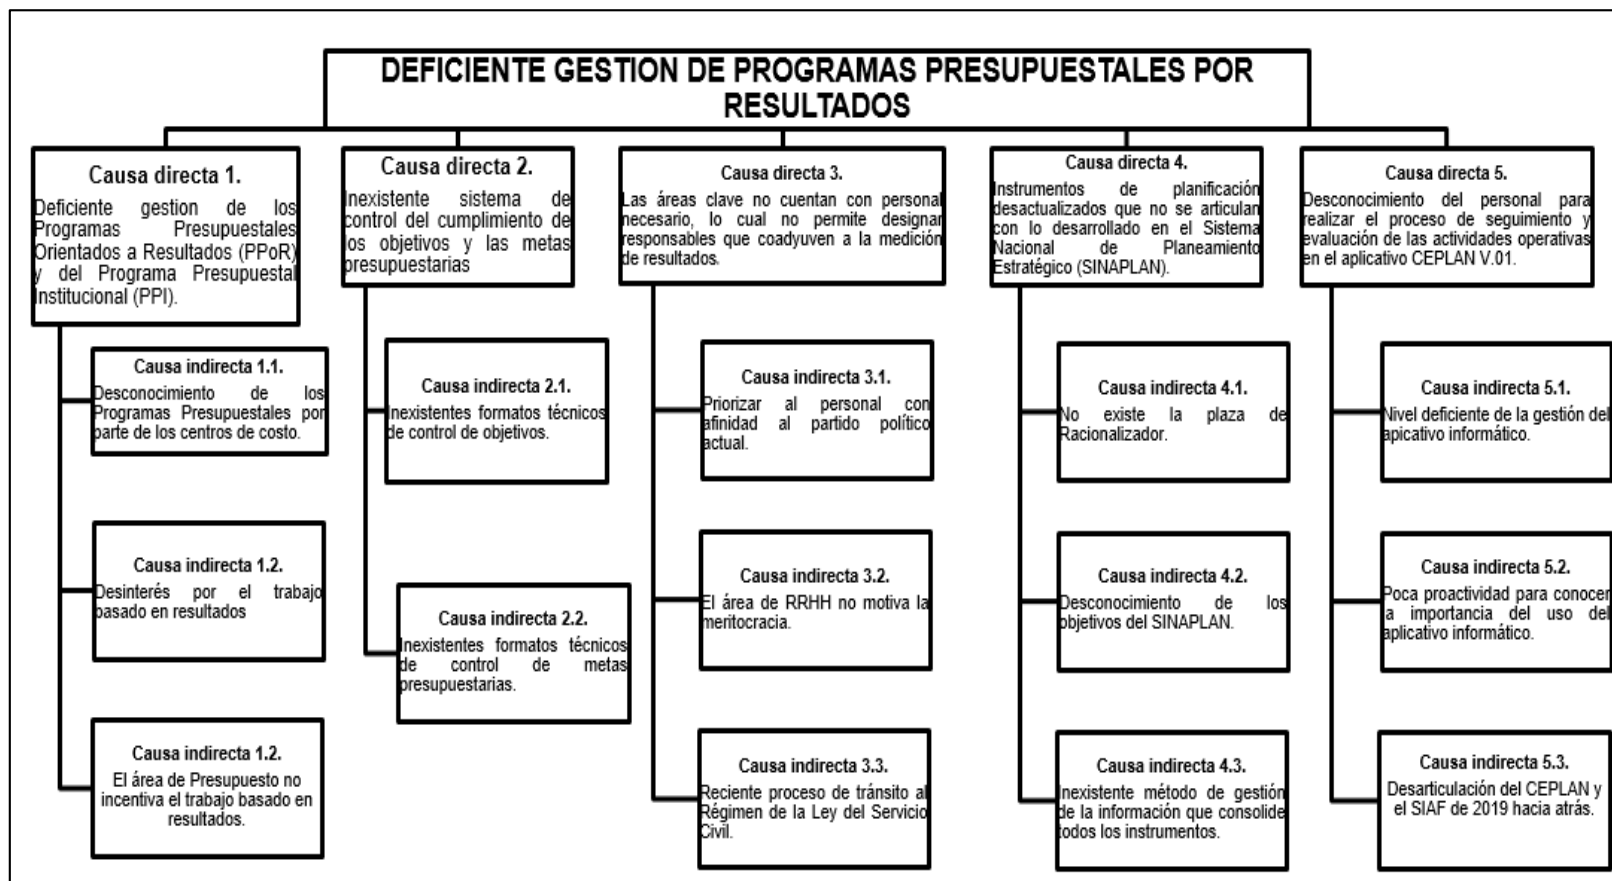 DEFICIENTE GESTION DE PROGRAMAS PRESUPUESTALES POR
RESULTADOS
Causa directa 1.
Deficiente gestion de los
Programas Presupuestales
Orientados a Resultados (PPoR)
y del Programa Presupuestal
Institucional (PPI).
Causa indirecta 1.1.
Desconocimiento de los
Programas Presupuestales por
parte de los centros de costo.
Causa indirecta 1.2.
Desinterés por el trabajo
basado en resultados
Causa indirecta 1.2.
El área de Presupuesto no
incentiva el trabajo basado en
resultados.
Causa directa 2.
Inexistente sistema de
control del cumplimiento de
los objetivos y las metas
presupuestarias
Causa indirecta 2.1.
Inexistentes formatos técnicos
de control de objetivos.
Causa indirecta 2.2.
Inexistentes formatos técnicos
de control de metas
presupuestarias.
Causa directa 3.
Las áreas clave no cuentan con personal
necesario, lo cual no permite designar
responsables que coadyuven a la medición
de resultados.
Causa indirecta 3.1.
Priorizar al personal con
afinidad al partido político
actual.
Causa indirecta 3.2.
El área de RRHH no motiva la
meritocracia.
Causa indirecta 3.3.
Reciente proceso de tránsito al
Régimen de la Ley del Servicio
Civil.
Causa directa 4.
Instrumentos de planificación
desactualizados que no se articulan
con lo desarrollado en el Sistema
Nacional de Planeamiento
Estratégico (SINAPLAN).
Causa indirecta 4.1.
No existe la plaza de
Racionalizador.
Causa indirecta 4.2.
Desconocimiento de los
objetivos del SINAPLAN.
Causa indirecta 4.3.
Inexistente método de gestión
de la información que consolide
todos los instrumentos.
Causa directa 5.
Desconocimiento del personal para
realizar el proceso de seguimiento y
evaluación de las actividades operativas
en el aplicativo CEPLAN V.01.
Causa indirecta 5.1.
Nivel deficiente de la gestión del
apicativo informático.
Causa indirecta 5.2.
Poca proactividad para conocer
la importancia del uso del
aplicativo informático.
Causa indirecta 5.3.
Desarticulación del CEPLAN y
el SIAF de 2019 hacia atrás.